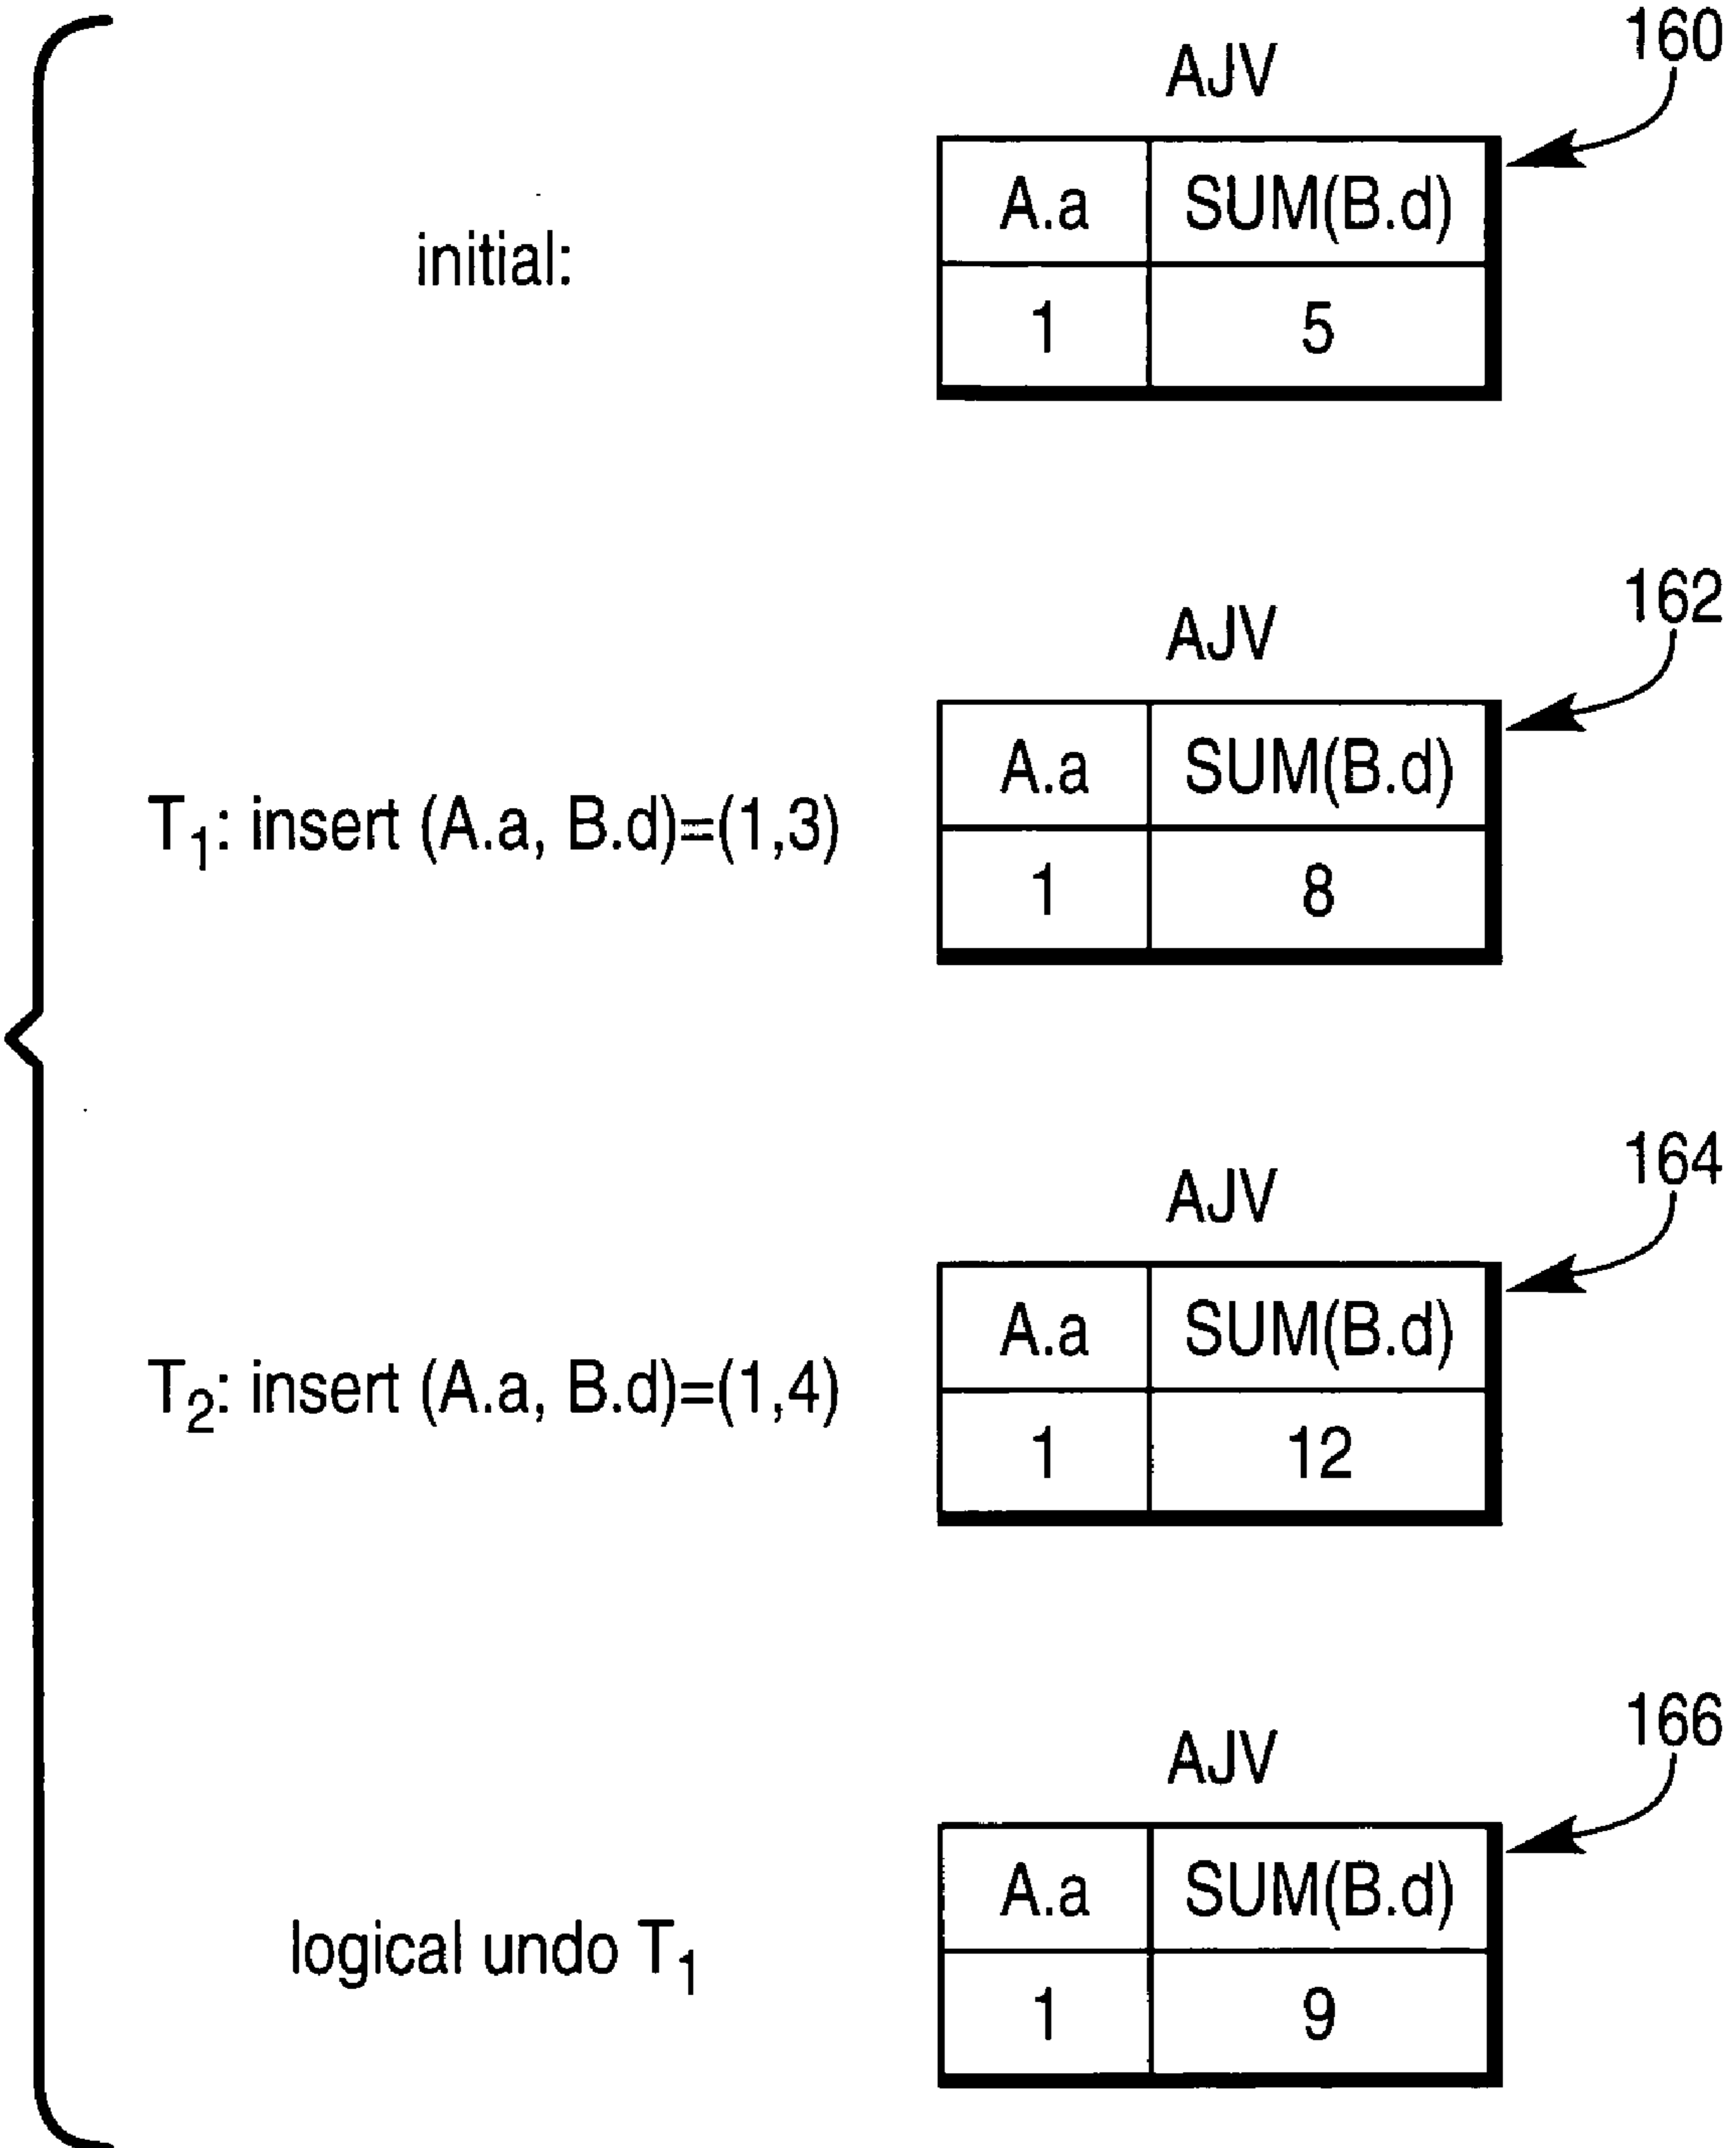 160
AJV
A.a SUM(B.d)
initial:
1 5
162
AJV
A.a SUM(B.d)
T1: insert (A.a, B.d)=(1,3)
1 8
164
AJV
A.a SUM(B.d)
T2: insert (A.a, B.d)=(1,4)
1 12
166
AJV
A.a SUM(B.d)
logical undo T1
1 9